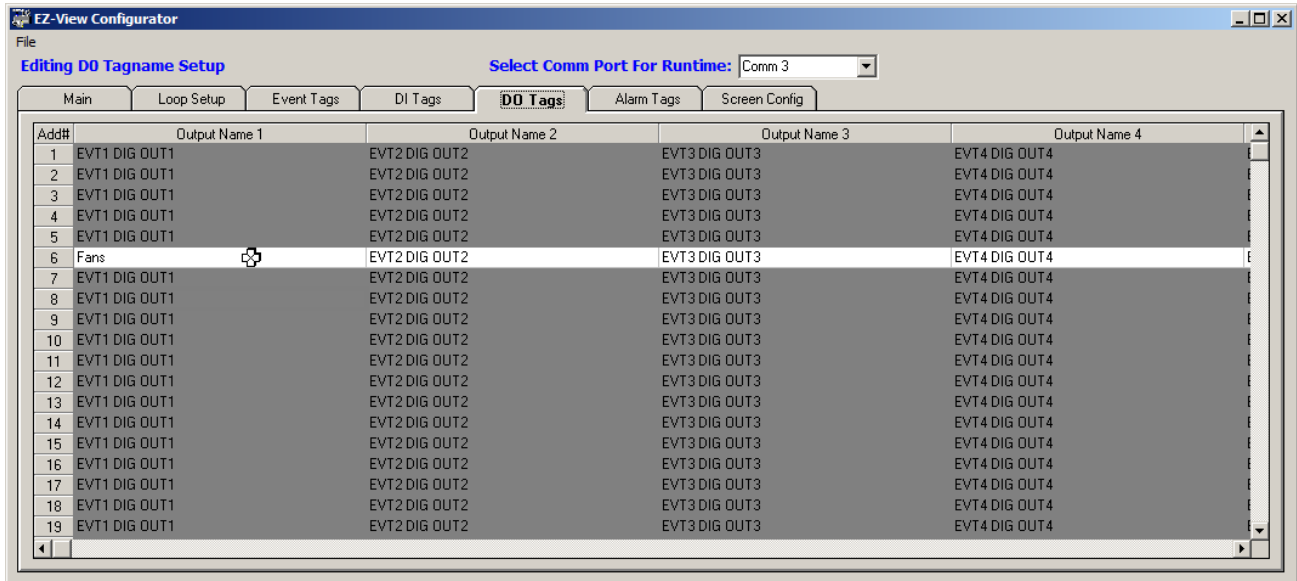 EZ-View Configurator
File
Editing DO Tagname Setup
Select Comm Port For Runtime: Comm 3
Main Loop Setup Event Tags DI Tags DO Tags Alarm Tags Screen Config
Add# Output Name 1 Output Name 2 Output Name 3 Output Name 4
1 EVT1 DIG OUT1 EVT2 DIG OUT2 EVT3 DIG OUT3 EVT4 DIG OUT4
2 EVT1 DIG OUT1 EVT2 DIG OUT2 EVT3 DIG OUT3 EVT4 DIG OUT4
3 EVT1 DIG OUT1 EVT2 DIG OUT2 EVT3 DIG OUT3 EVT4 DIG OUT4
4 EVT1 DIG OUT1 EVT2 DIG OUT2 EVT3 DIG OUT3 EVT4 DIG OUT4
5 EVT1 DIG OUT1 EVT2 DIG OUT2 EVT3 DIG OUT3 EVT4 DIG OUT4
6 Fans EVT2 DIG OUT2 EVT3 DIG OUT3 EVT4 DIG OUT4
7 EVT1 DIG OUT1 EVT2 DIG OUT2 EVT3 DIG OUT3 EVT4 DIG OUT4
8 EVT1 DIG OUT1 EVT2 DIG OUT2 EVT3 DIG OUT3 EVT4 DIG OUT4
9 EVT1 DIG OUT1 EVT2 DIG OUT2 EVT3 DIG OUT3 EVT4 DIG OUT4
10 EVT1 DIG OUT1 EVT2 DIG OUT2 EVT3 DIG OUT3 EVT4 DIG OUT4
11 EVT1 DIG OUT1 EVT2 DIG OUT2 EVT3 DIG OUT3 EVT4 DIG OUT4
12 EVT1 DIG OUT1 EVT2 DIG OUT2 EVT3 DIG OUT3 EVT4 DIG OUT4
13 EVT1 DIG OUT1 EVT2 DIG OUT2 EVT3 DIG OUT3 EVT4 DIG OUT4
14 EVT1 DIG OUT1 EVT2 DIG OUT2 EVT3 DIG OUT3 EVT4 DIG OUT4
15 EVT1 DIG OUT1 EVT2 DIG OUT2 EVT3 DIG OUT3 EVT4 DIG OUT4
16 EVT1 DIG OUT1 EVT2 DIG OUT2 EVT3 DIG OUT3 EVT4 DIG OUT4
17 EVT1 DIG OUT1 EVT2 DIG OUT2 EVT3 DIG OUT3 EVT4 DIG OUT4
18 EVT1 DIG OUT1 EVT2 DIG OUT2 EVT3 DIG OUT3 EVT4 DIG OUT4
19 EVT1 DIG OUT1 EVT2 DIG OUT2 EVT3 DIG OUT3 EVT4 DIG OUT4